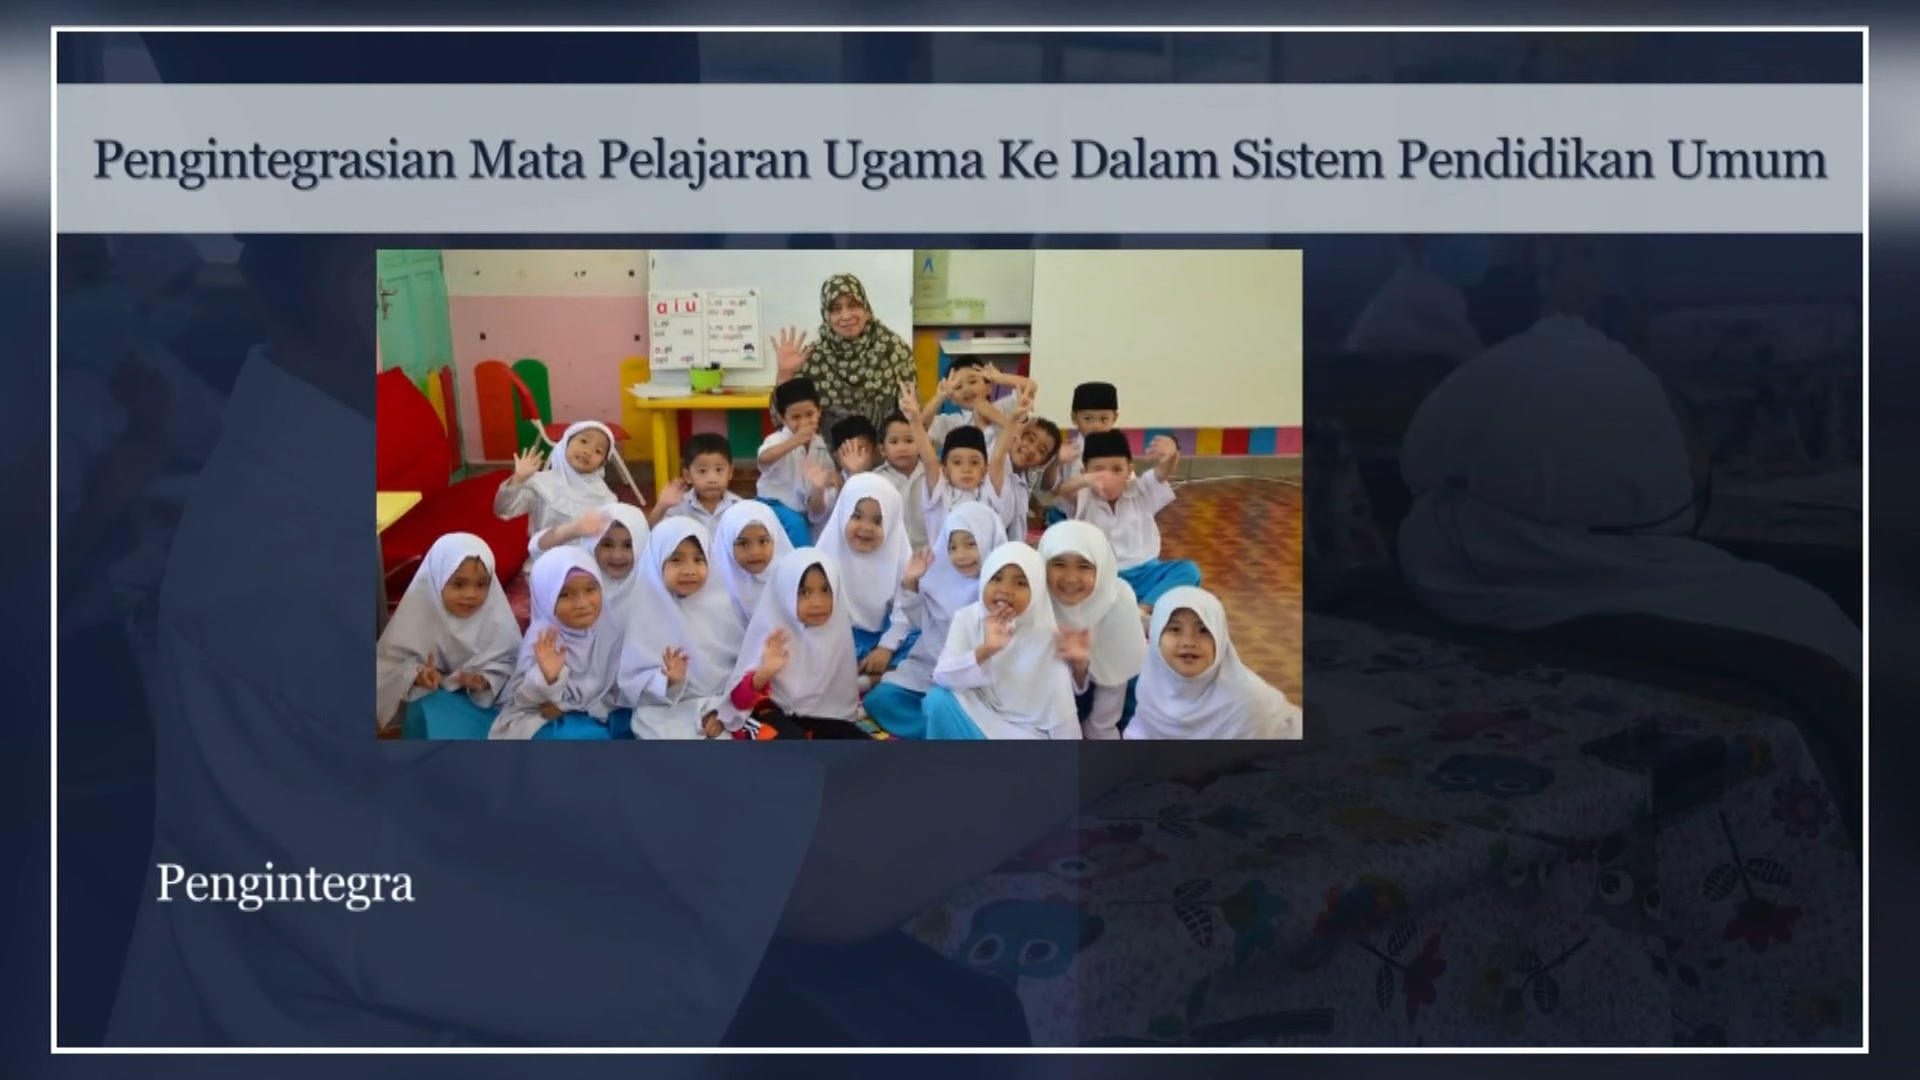 Pengintegrasian Mata Pelajaran Ugama Ke Dalam Sistem Pendidikan Umum
a i u
Pengintegra